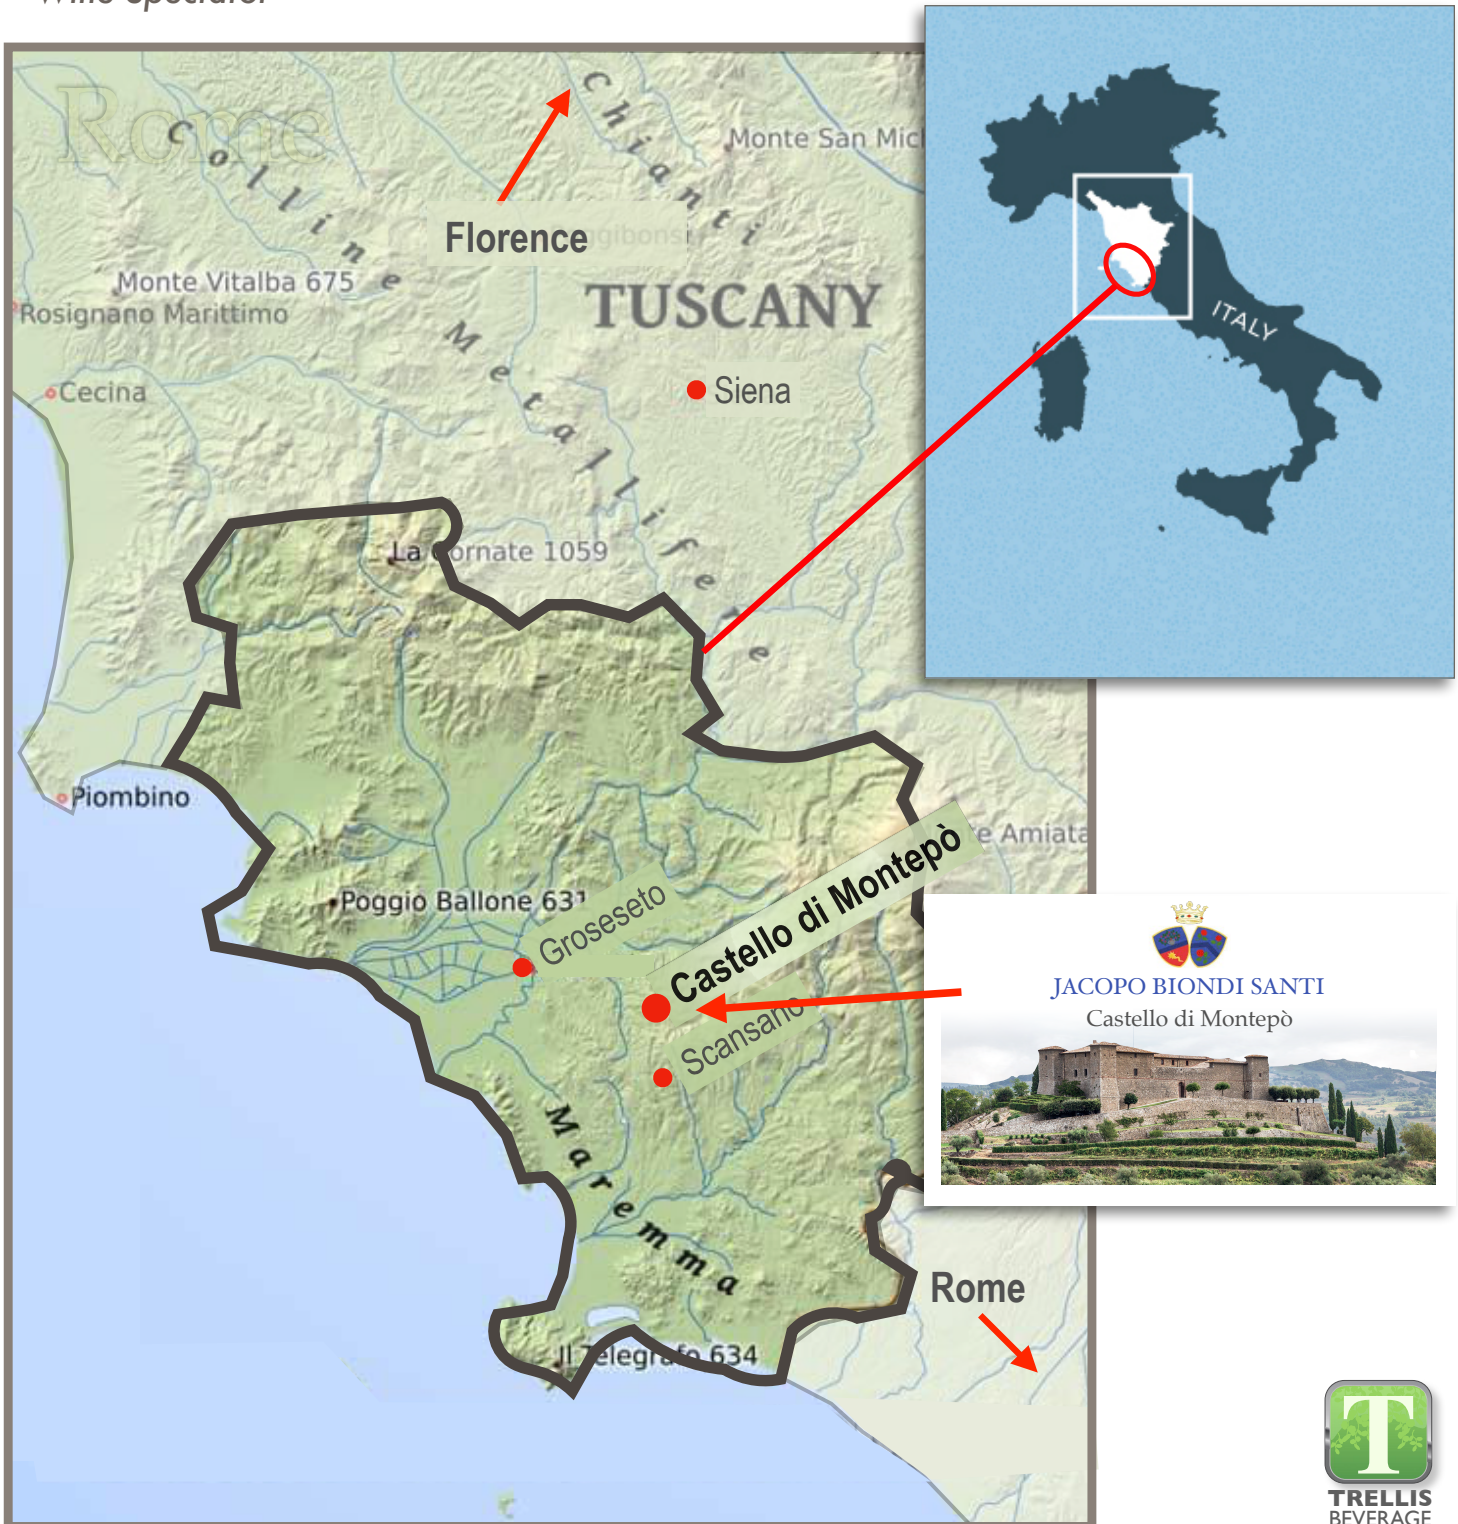 Wine Spectator
Rome
Colline Metallifere
Chianti
Monte San Mic
Florence
ggibonsi
Monte Vitalba 675
Rosignano Marittimo
TUSCANY
ITALY
Cecina
Siena
La Cornate 1059
Piombino
e Amiata
Castello di Montepò
Poggio Ballone 631
Groseseto
Scansano
JACOPO BIONDI SANTI
Castello di Montepò
Maremma
Rome
Il Telegrafo 634
T
TRELLIS
BEVERAGE